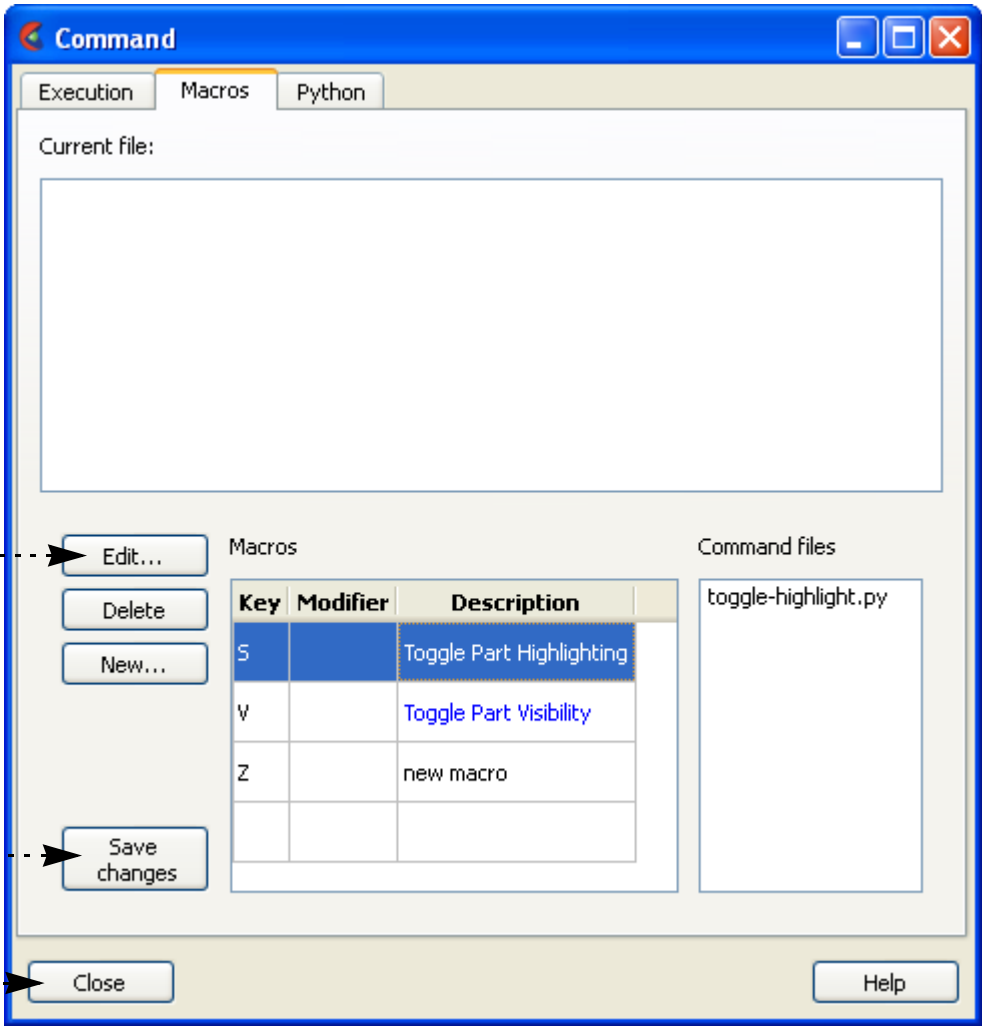 Command
Execution Macros Python
Current file:
Edit...
Delete
New...
Save
changes
Macros
Key Modifier Description
S Toggle Part Highlighting
V Toggle Part Visibility
Z new macro
Command files
toggle-highlight.py
Close
Help